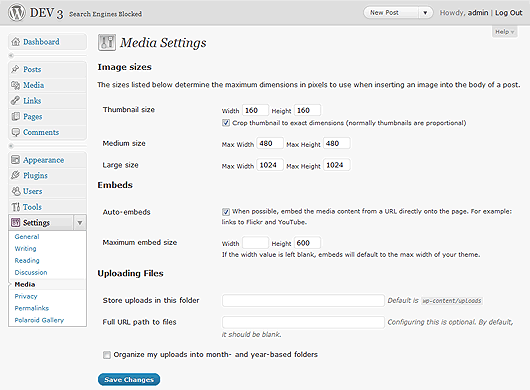 DEV 3 Search Engines Blocked
New Post
Howdy, admin | Log Out
Help
Dashboard
Posts
Media
Links
Pages
Comments
Appearance
Plugins
Users
Tools
Settings
General
Writing
Reading
Discussion
Media
Privacy
Permalinks
Polaroid Gallery
Media Settings
Image sizes
The sizes listed below determine the maximum dimensions in pixels to use when inserting an image into the body of a post.
Thumbnail size Width 160 Height 160
Crop thumbnail to exact dimensions (normally thumbnails are proportional)
Medium size Max Width 480 Max Height 480
Large size Max Width 1024 Max Height 1024
Embeds
Auto-embeds When possible, embed the media content from a URL directly onto the page. For example:
links to Flickr and YouTube.
Maximum embed size Width Height 600
If the width value is left blank, embeds will default to the max width of your theme.
Uploading Files
Store uploads in this folder Default is wp-content/uploads
Full URL path to files Configuring this is optional. By default,
it should be blank.
Organize my uploads into month- and year-based folders
Save Changes